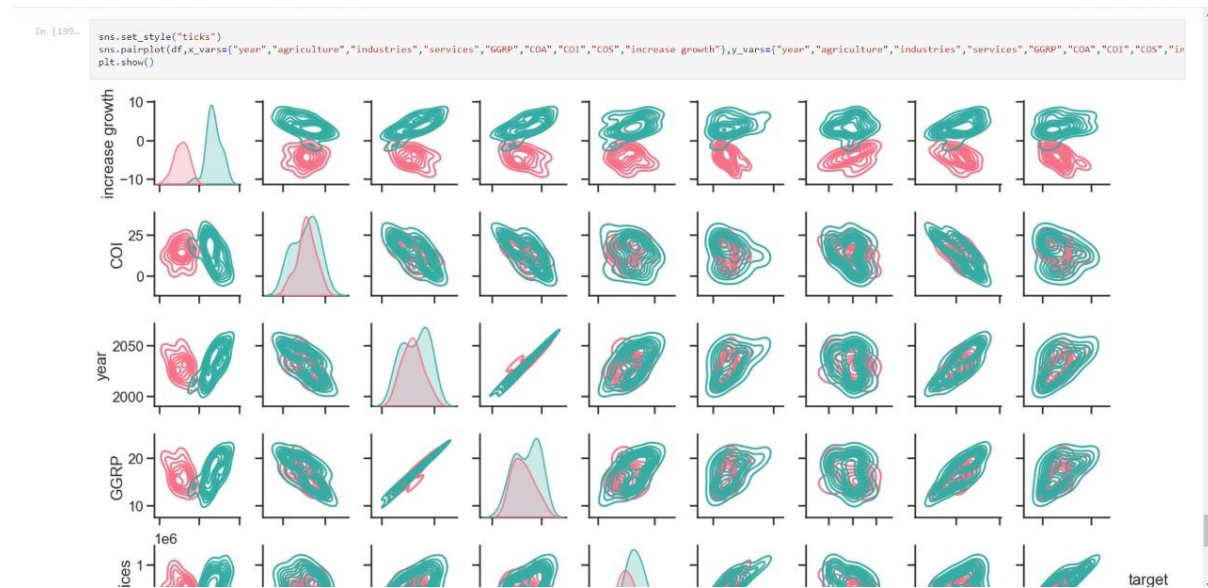 In [199...
sns.set_style("ticks")
sns.pairplot(df,x_vars={"year","agriculture","industries","services","GGRP","COA","COI","COS","increase growth"},y_vars={"year","agriculture","industries","services","GGRP","COA","COI","COS","in
plt.show()
increase growth
10
0
−10
COI
25
0
year
2050
2000
GGRP
20
10
1e6
ices
1
target